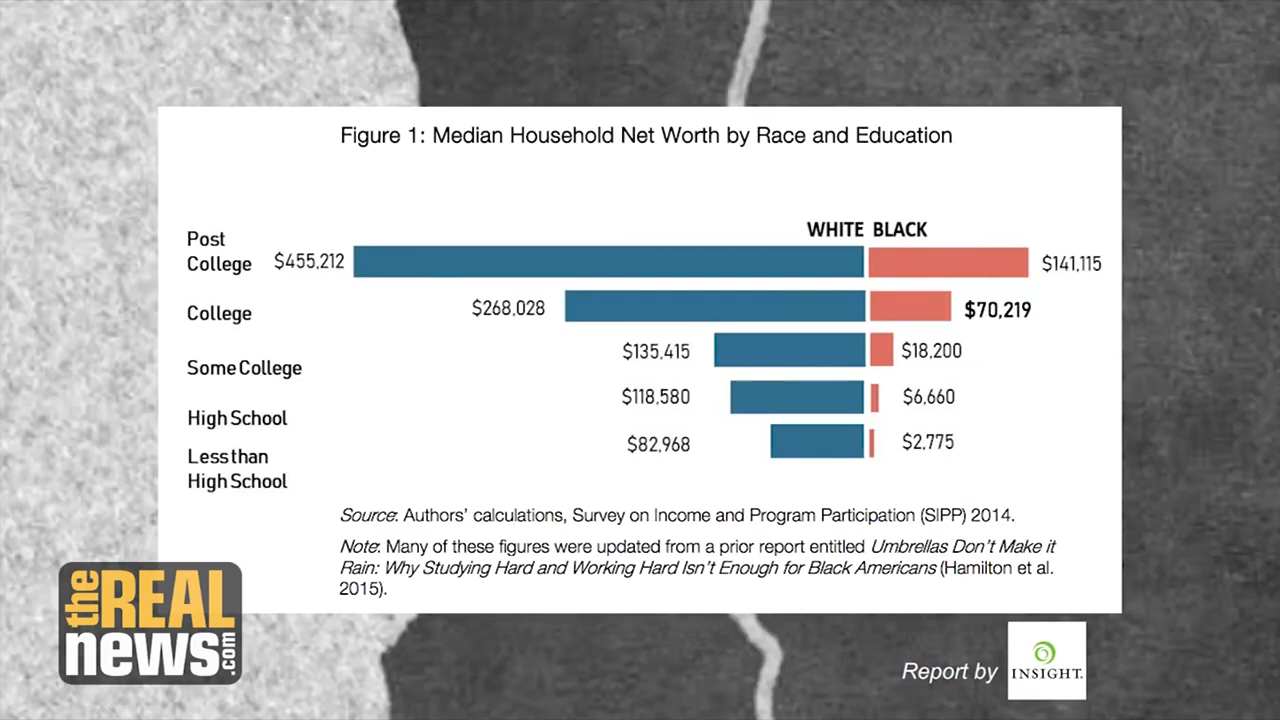 Figure 1: Median Household Net Worth by Race and Education
WHITE BLACK
Post
College
$455,212
$141,115
College
$268,028
$70,219
Some College
$135,415
$18,200
High School
$118,580
$6,660
Less than
High School
$82,968
$2,775
Source: Authors' calculations, Survey on Income and Program Participation (SIPP) 2014.
Note: Many of these figures were updated from a prior report entitled Umbrellas Don't Make it
Rain: Why Studying Hard and Working Hard Isn't Enough for Black Americans (Hamilton et al.
2015).
the REAL
news.com
Report by
INSIGHT.